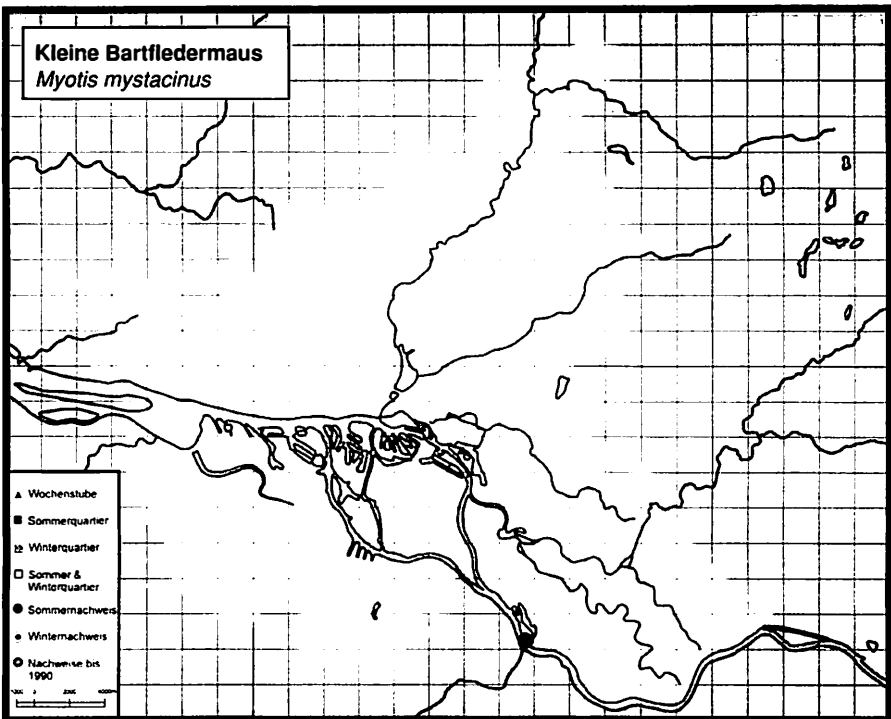 Kleine Bartfledermaus
Myotis mystacinus
Wochenstube
Sommerquartier
Winterquartier
Sommer &
Winterquartier
Sommernachweis
Winternachweis
Nachweise bis
1990